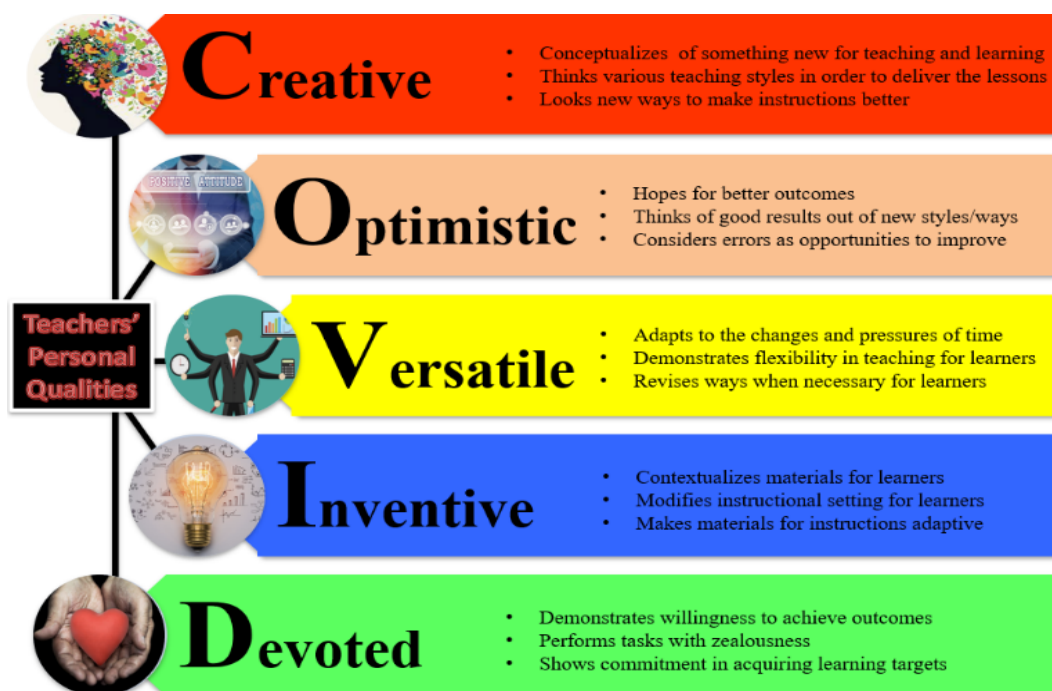 Creative
• Conceptualizes of something new for teaching and learning
• Thinks various teaching styles in order to deliver the lessons
• Looks new ways to make instructions better
POSITIVE ATTITUDE
Optimistic
• Hopes for better outcomes
• Thinks of good results out of new styles/ways
• Considers errors as opportunities to improve
Teachers'
Personal
Qualities
Versatile
• Adapts to the changes and pressures of time
• Demonstrates flexibility in teaching for learners
• Revises ways when necessary for learners
Inventive
• Contextualizes materials for learners
• Modifies instructional setting for learners
• Makes materials for instructions adaptive
Devoted
• Demonstrates willingness to achieve outcomes
• Performs tasks with zealousness
• Shows commitment in acquiring learning targets